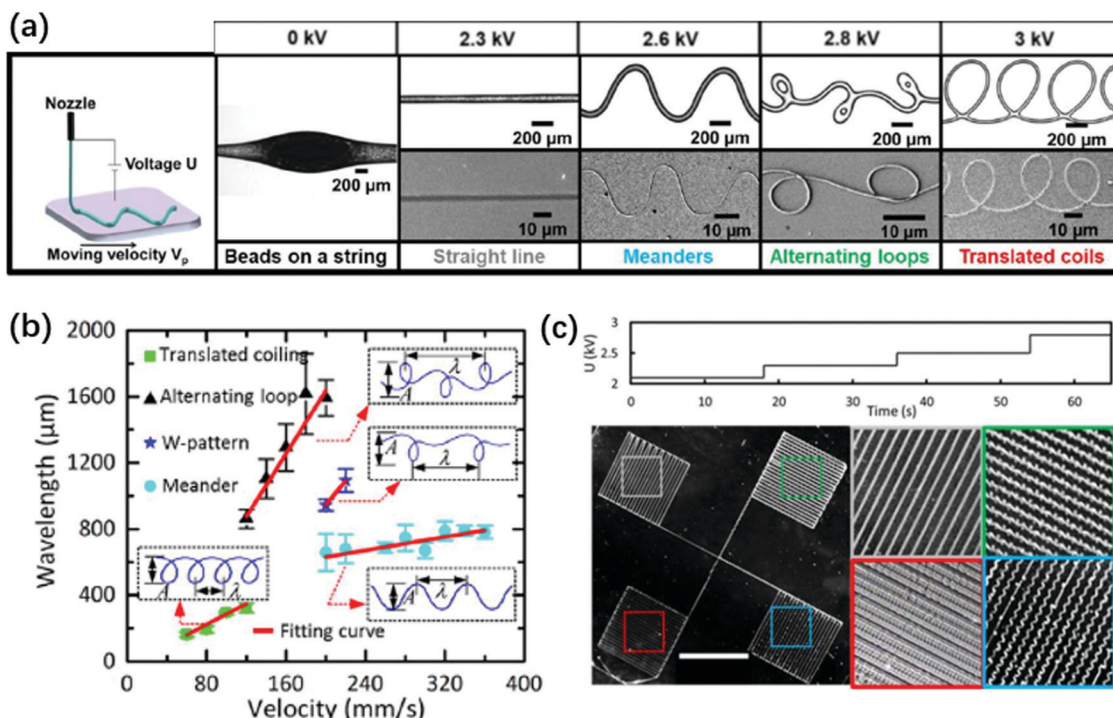 (a)
0 kV
2.3 kV
2.6 kV
2.8 kV
3 kV
Nozzle
Voltage U
Moving velocity Vp
200 μm
200 μm
200 μm
200 μm
200 μm
10 μm
10 μm
10 μm
10 μm
Beads on a string
Straight line
Meanders
Alternating loops
Translated coils
(b)
Wavelength (μm)
2000
1600
1200
800
400
0
Translated coiling
Alternating loop
W-pattern
Meander
A
λ
A
λ
A
λ
A
λ
Fitting curve
0 80 160 240 320 400
Velocity (mm/s)
(c)
U (kV)
3
2.5
2
0 10 20 30 40 50 60
Time (s)